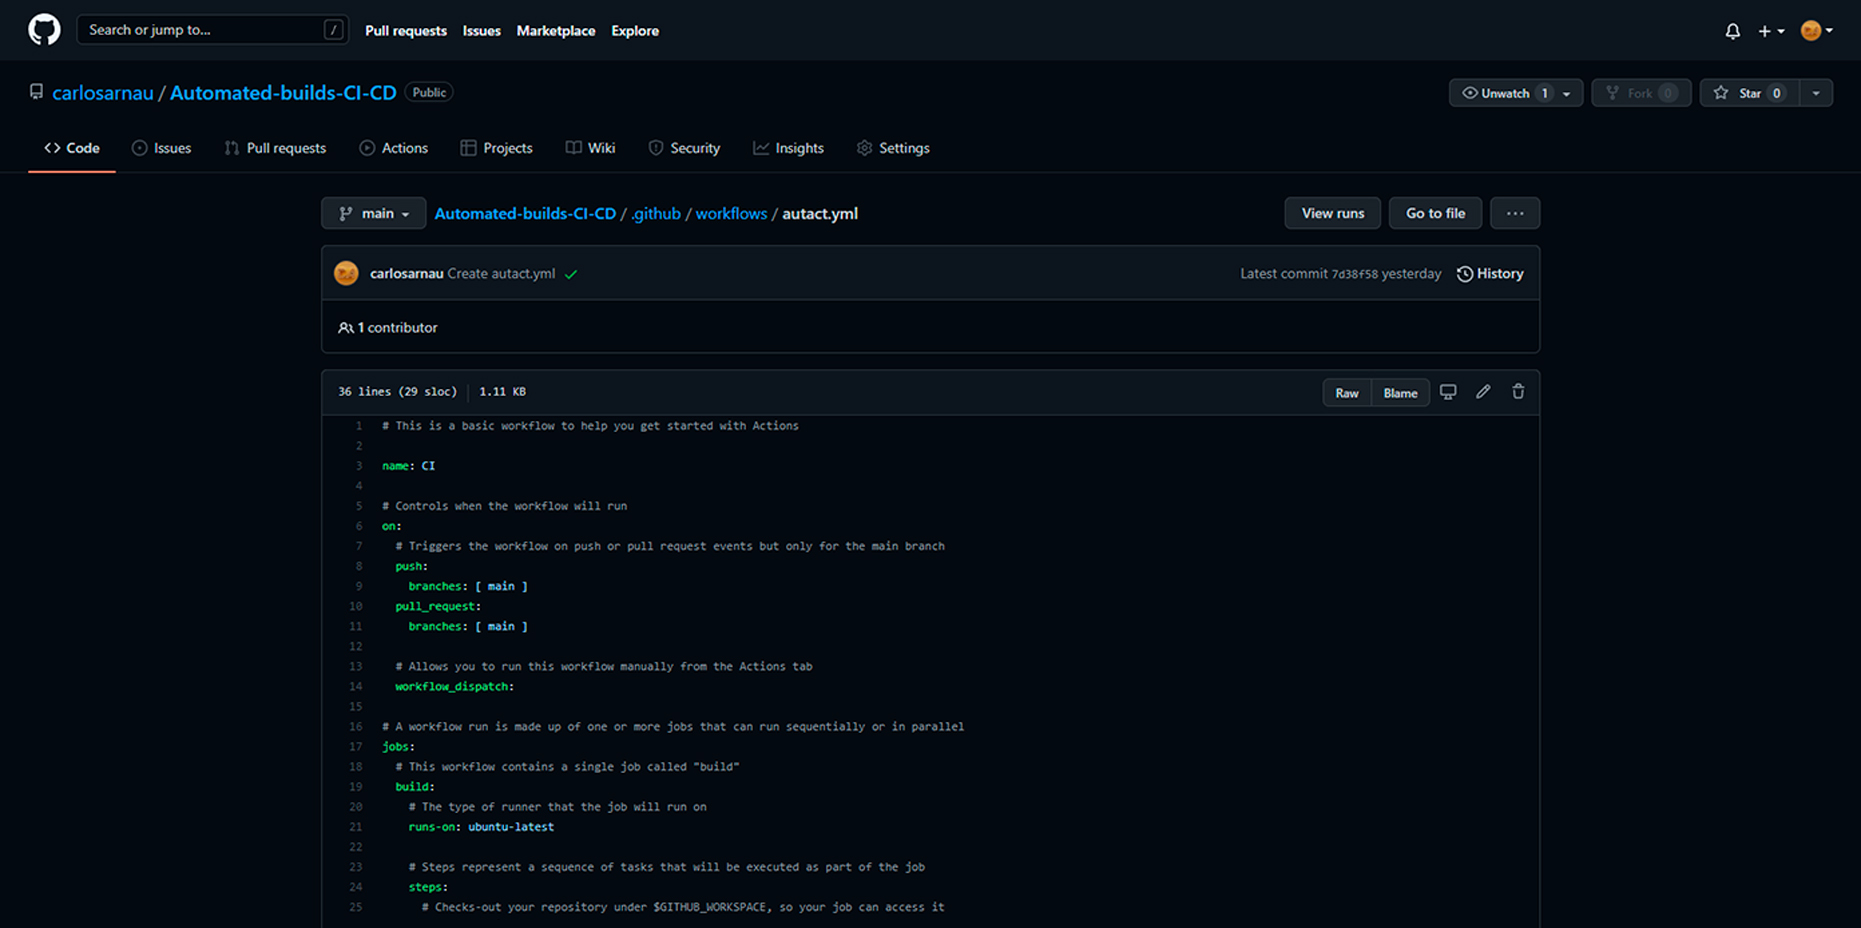 Search or jump to... /
Pull requests Issues Marketplace Explore
carlosarnau / Automated-builds-CI-CD Public
Unwatch 1 Fork 0 Star 0
Code Issues Pull requests Actions Projects Wiki Security Insights Settings
main Automated-builds-CI-CD / .github / workflows / autact.yml
View runs Go to file ...
carlosarnau Create autact.yml
Latest commit 7d38f58 yesterday History
1 contributor
36 lines (29 sloc) 1.11 KB
Raw Blame
1 # This is a basic workflow to help you get started with Actions
2
3 name: CI
4
5 # Controls when the workflow will run
6 on:
7 # Triggers the workflow on push or pull request events but only for the main branch
8 push:
9 branches: [ main ]
10 pull_request:
11 branches: [ main ]
12
13 # Allows you to run this workflow manually from the Actions tab
14 workflow_dispatch:
15
16 # A workflow run is made up of one or more jobs that can run sequentially or in parallel
17 jobs:
18 # This workflow contains a single job called "build"
19 build:
20 # The type of runner that the job will run on
21 runs-on: ubuntu-latest
22
23 # Steps represent a sequence of tasks that will be executed as part of the job
24 steps:
25 # Checks-out your repository under $GITHUB_WORKSPACE, so your job can access it